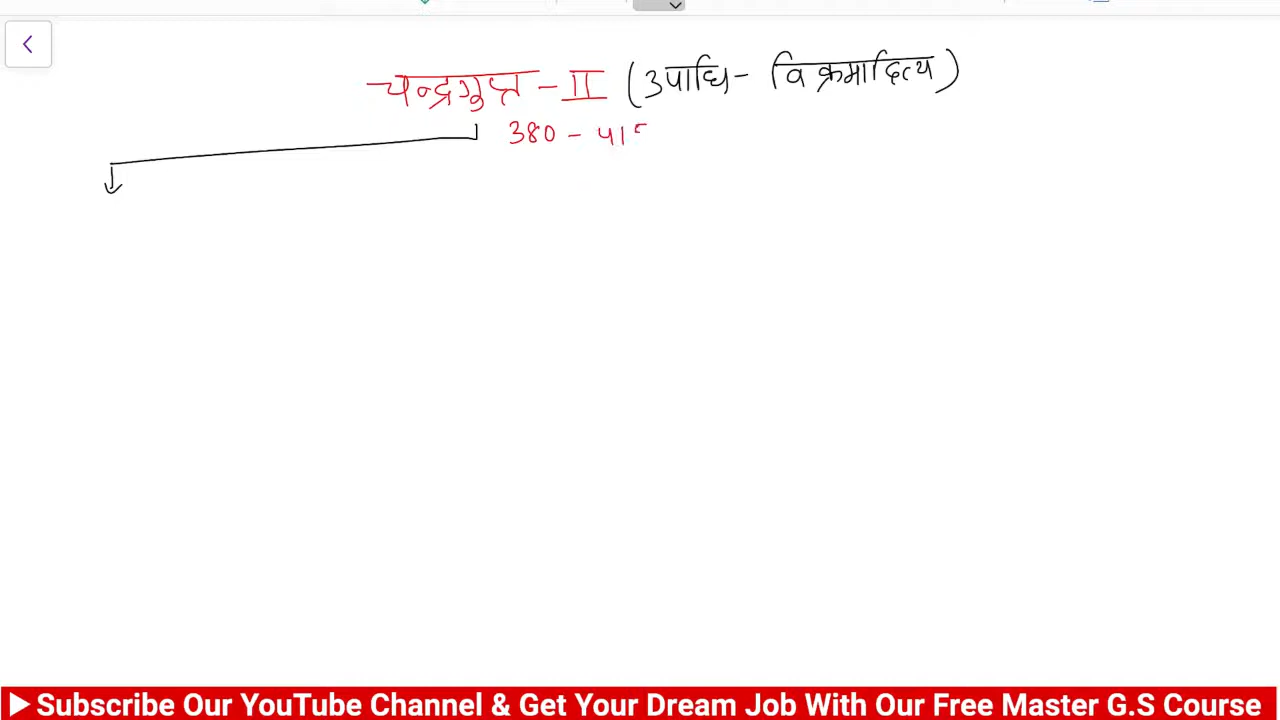 चन्द्रगुप्त - II (उपाधि - विक्रमादित्य)
380 - 415
▶ Subscribe Our YouTube Channel & Get Your Dream Job With Our Free Master G.S Course